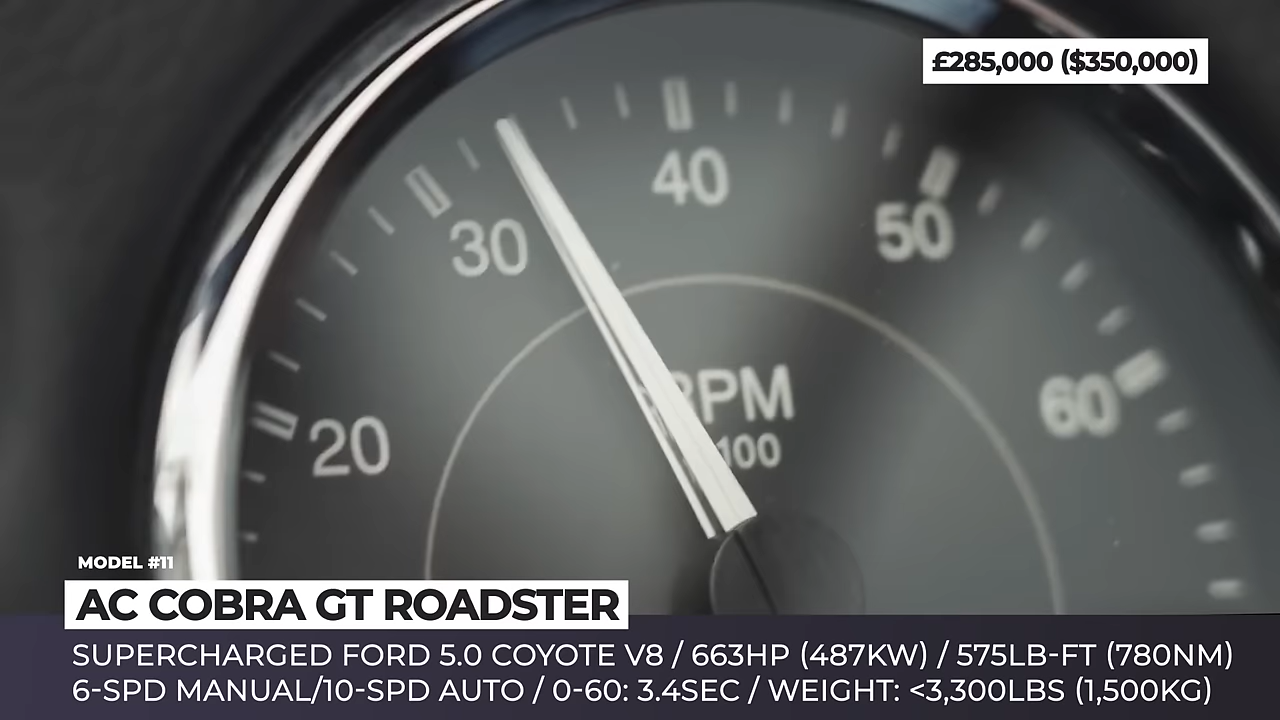 £285,000 ($350,000)
40
50
30
RPM
100
60
20
MODEL #11
AC COBRA GT ROADSTER
SUPERCHARGED FORD 5.0 COYOTE V8 / 663HP (487KW) / 575LB-FT (780NM)
6-SPD MANUAL/10-SPD AUTO / 0-60: 3.4SEC / WEIGHT: <3,300LBS (1,500KG)